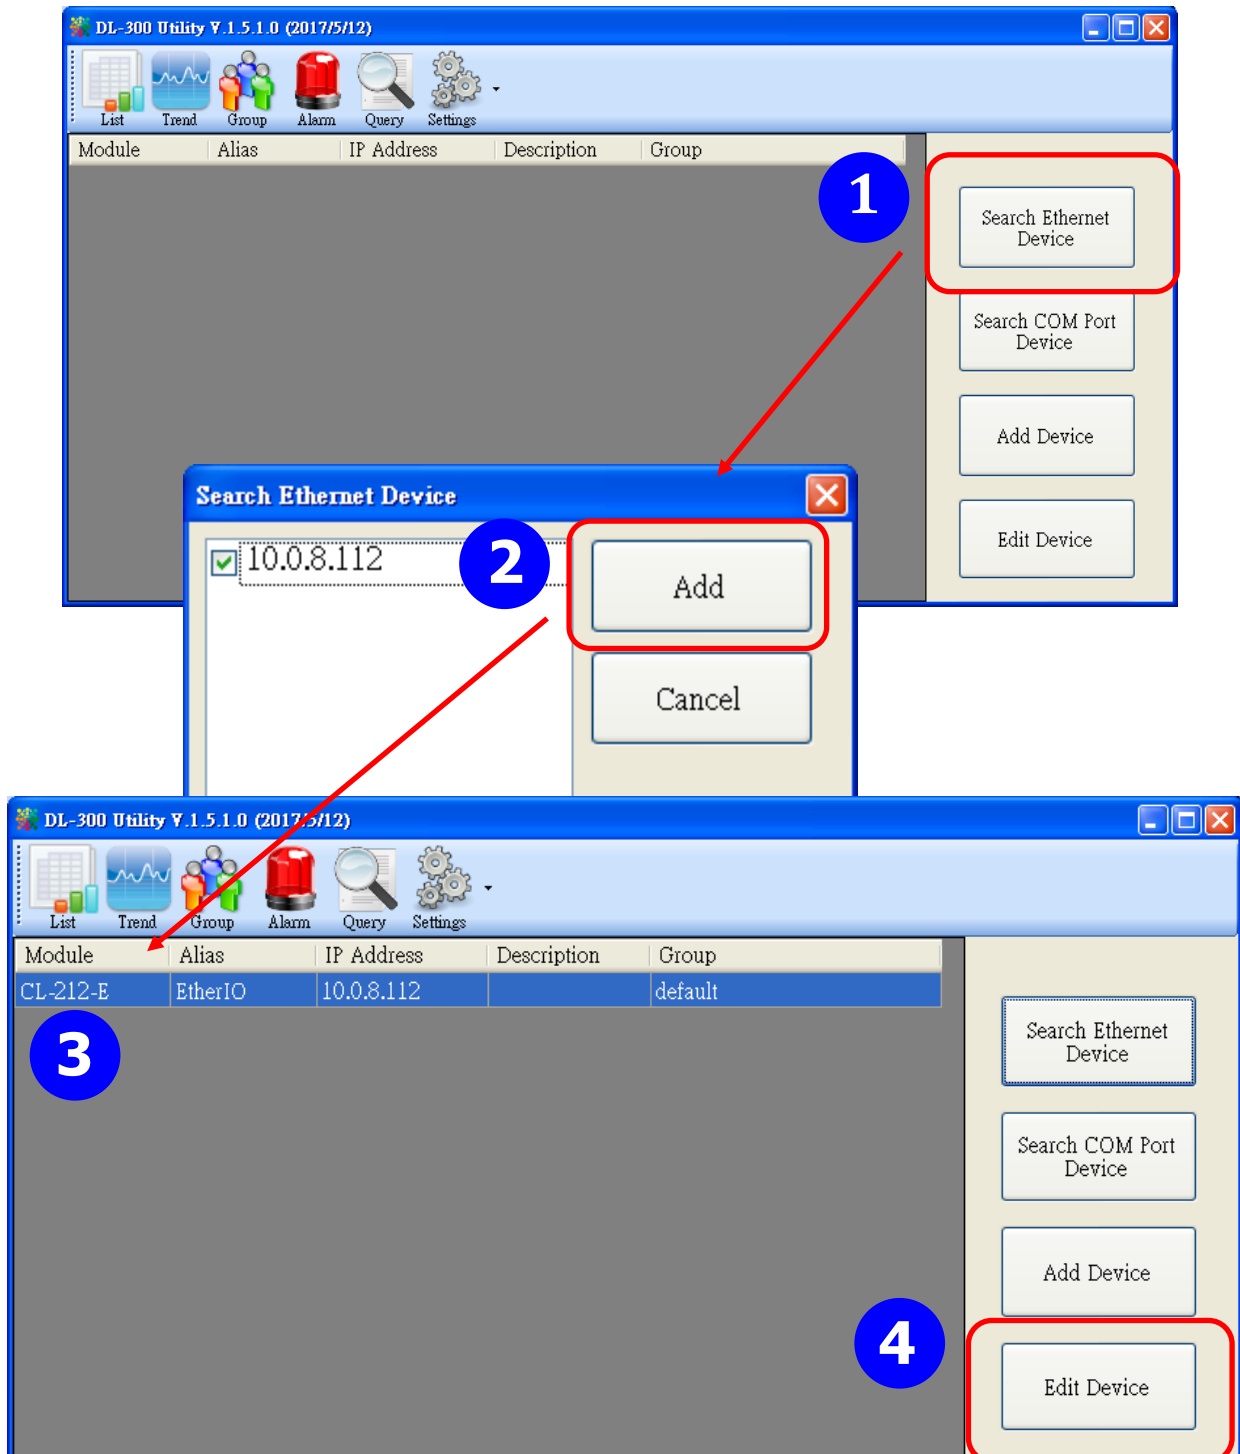 DL-300 Utility V.1.5.1.0 (2017/5/12)
List Trend Group Alarm Query Settings
Module Alias IP Address Description Group
1
Search Ethernet
Device
Search COM Port
Device
Add Device
Edit Device
Search Ethernet Device
10.0.8.112
2
Add
Cancel
DL-300 Utility V.1.5.1.0 (2017/5/12)
List Trend Group Alarm Query Settings
Module Alias IP Address Description Group
CL-212-E EtherIO 10.0.8.112 default
3
Search Ethernet
Device
Search COM Port
Device
Add Device
4
Edit Device